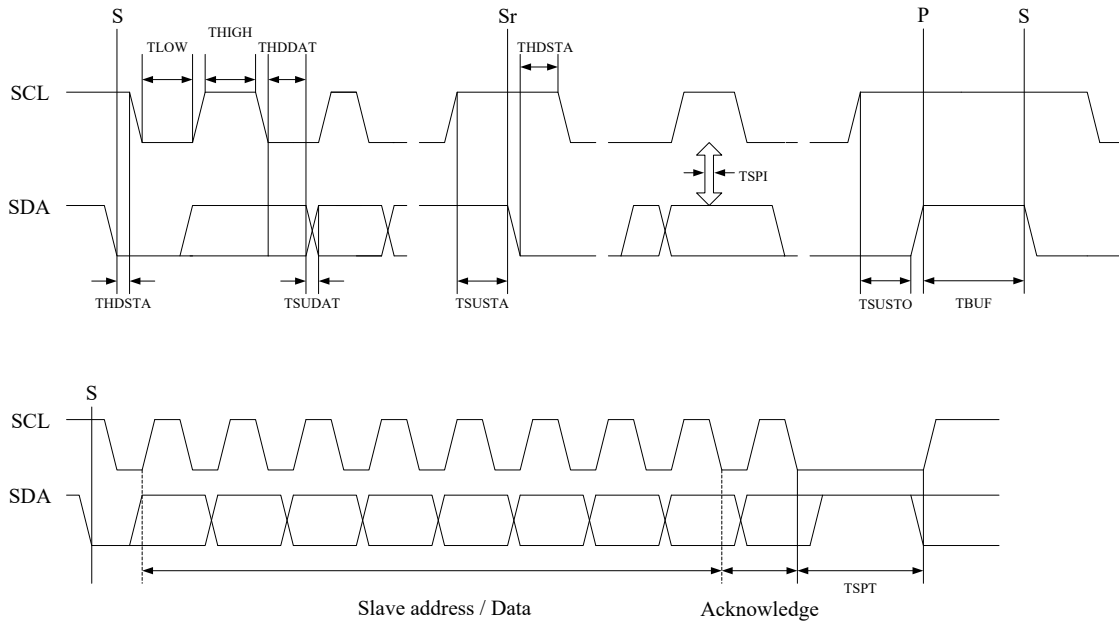 S Sr P S
TLOW THIGH THDDAT THDSTA
SCL
TSPI
SDA
THDSTA TSUDAT TSUSTA TSUSTO TBUF
S
SCL
SDA
TSPT
Slave address / Data Acknowledge